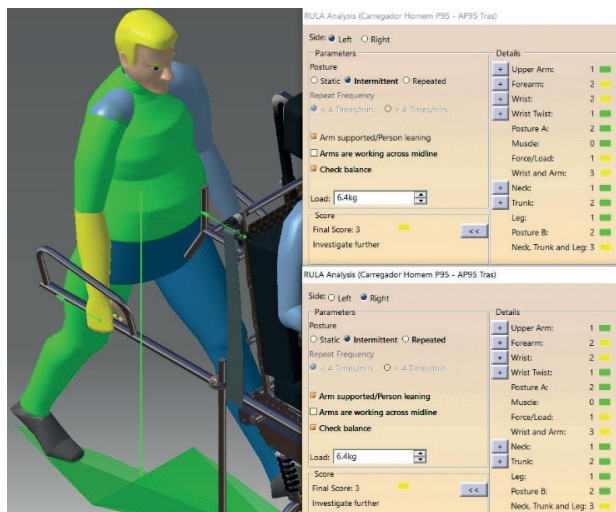 RULA Analysis (Carregador Homem P95 - AP95 Tras)
Side: Left Right
Parameters
Posture
Static Intermittent Repeated
Repeat Frequency
< 4 Times/min. > 4 Times/min.
Arm supported/Person leaning
Arms are working across midline
Check balance
Load: 6.4kg
Score
Final Score: 3
Investigate further
<<
Details
+ Upper Arm: 1
+ Forearm: 2
+ Wrist: 2
+ Wrist Twist: 1
Posture A: 2
Muscle: 0
Force/Load: 1
Wrist and Arm: 3
+ Neck: 1
+ Trunk: 2
Leg: 1
Posture B: 2
Neck, Trunk and Leg: 3
RULA Analysis (Carregador Homem P95 - AP95 Tras)
Side: Left Right
Parameters
Posture
Static Intermittent Repeated
Repeat Frequency
< 4 Times/min. > 4 Times/min.
Arm supported/Person leaning
Arms are working across midline
Check balance
Load: 6.4kg
Score
Final Score: 3
Investigate further
<<
Details
+ Upper Arm: 1
+ Forearm: 2
+ Wrist: 2
+ Wrist Twist: 1
Posture A: 2
Muscle: 0
Force/Load: 1
Wrist and Arm: 3
+ Neck: 1
+ Trunk: 2
Leg: 1
Posture B: 2
Neck, Trunk and Leg: 3